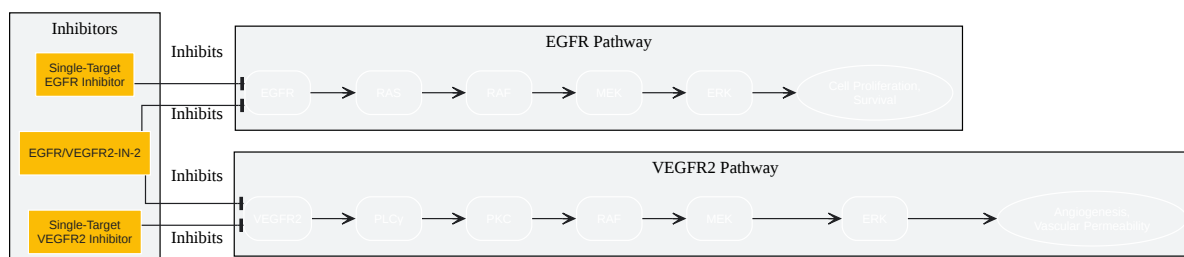 Inhibitors
Single-Target
EGFR Inhibitor
EGFR/VEGFR2-IN-2
Single-Target
VEGFR2 Inhibitor
Inhibits
Inhibits
Inhibits
Inhibits
EGFR Pathway
EGFR
RAS
RAF
MEK
ERK
Cell Proliferation,
Survival
VEGFR2 Pathway
VEGFR2
PLCγ
PKC
RAF
MEK
ERK
Angiogenesis,
Vascular Permeability